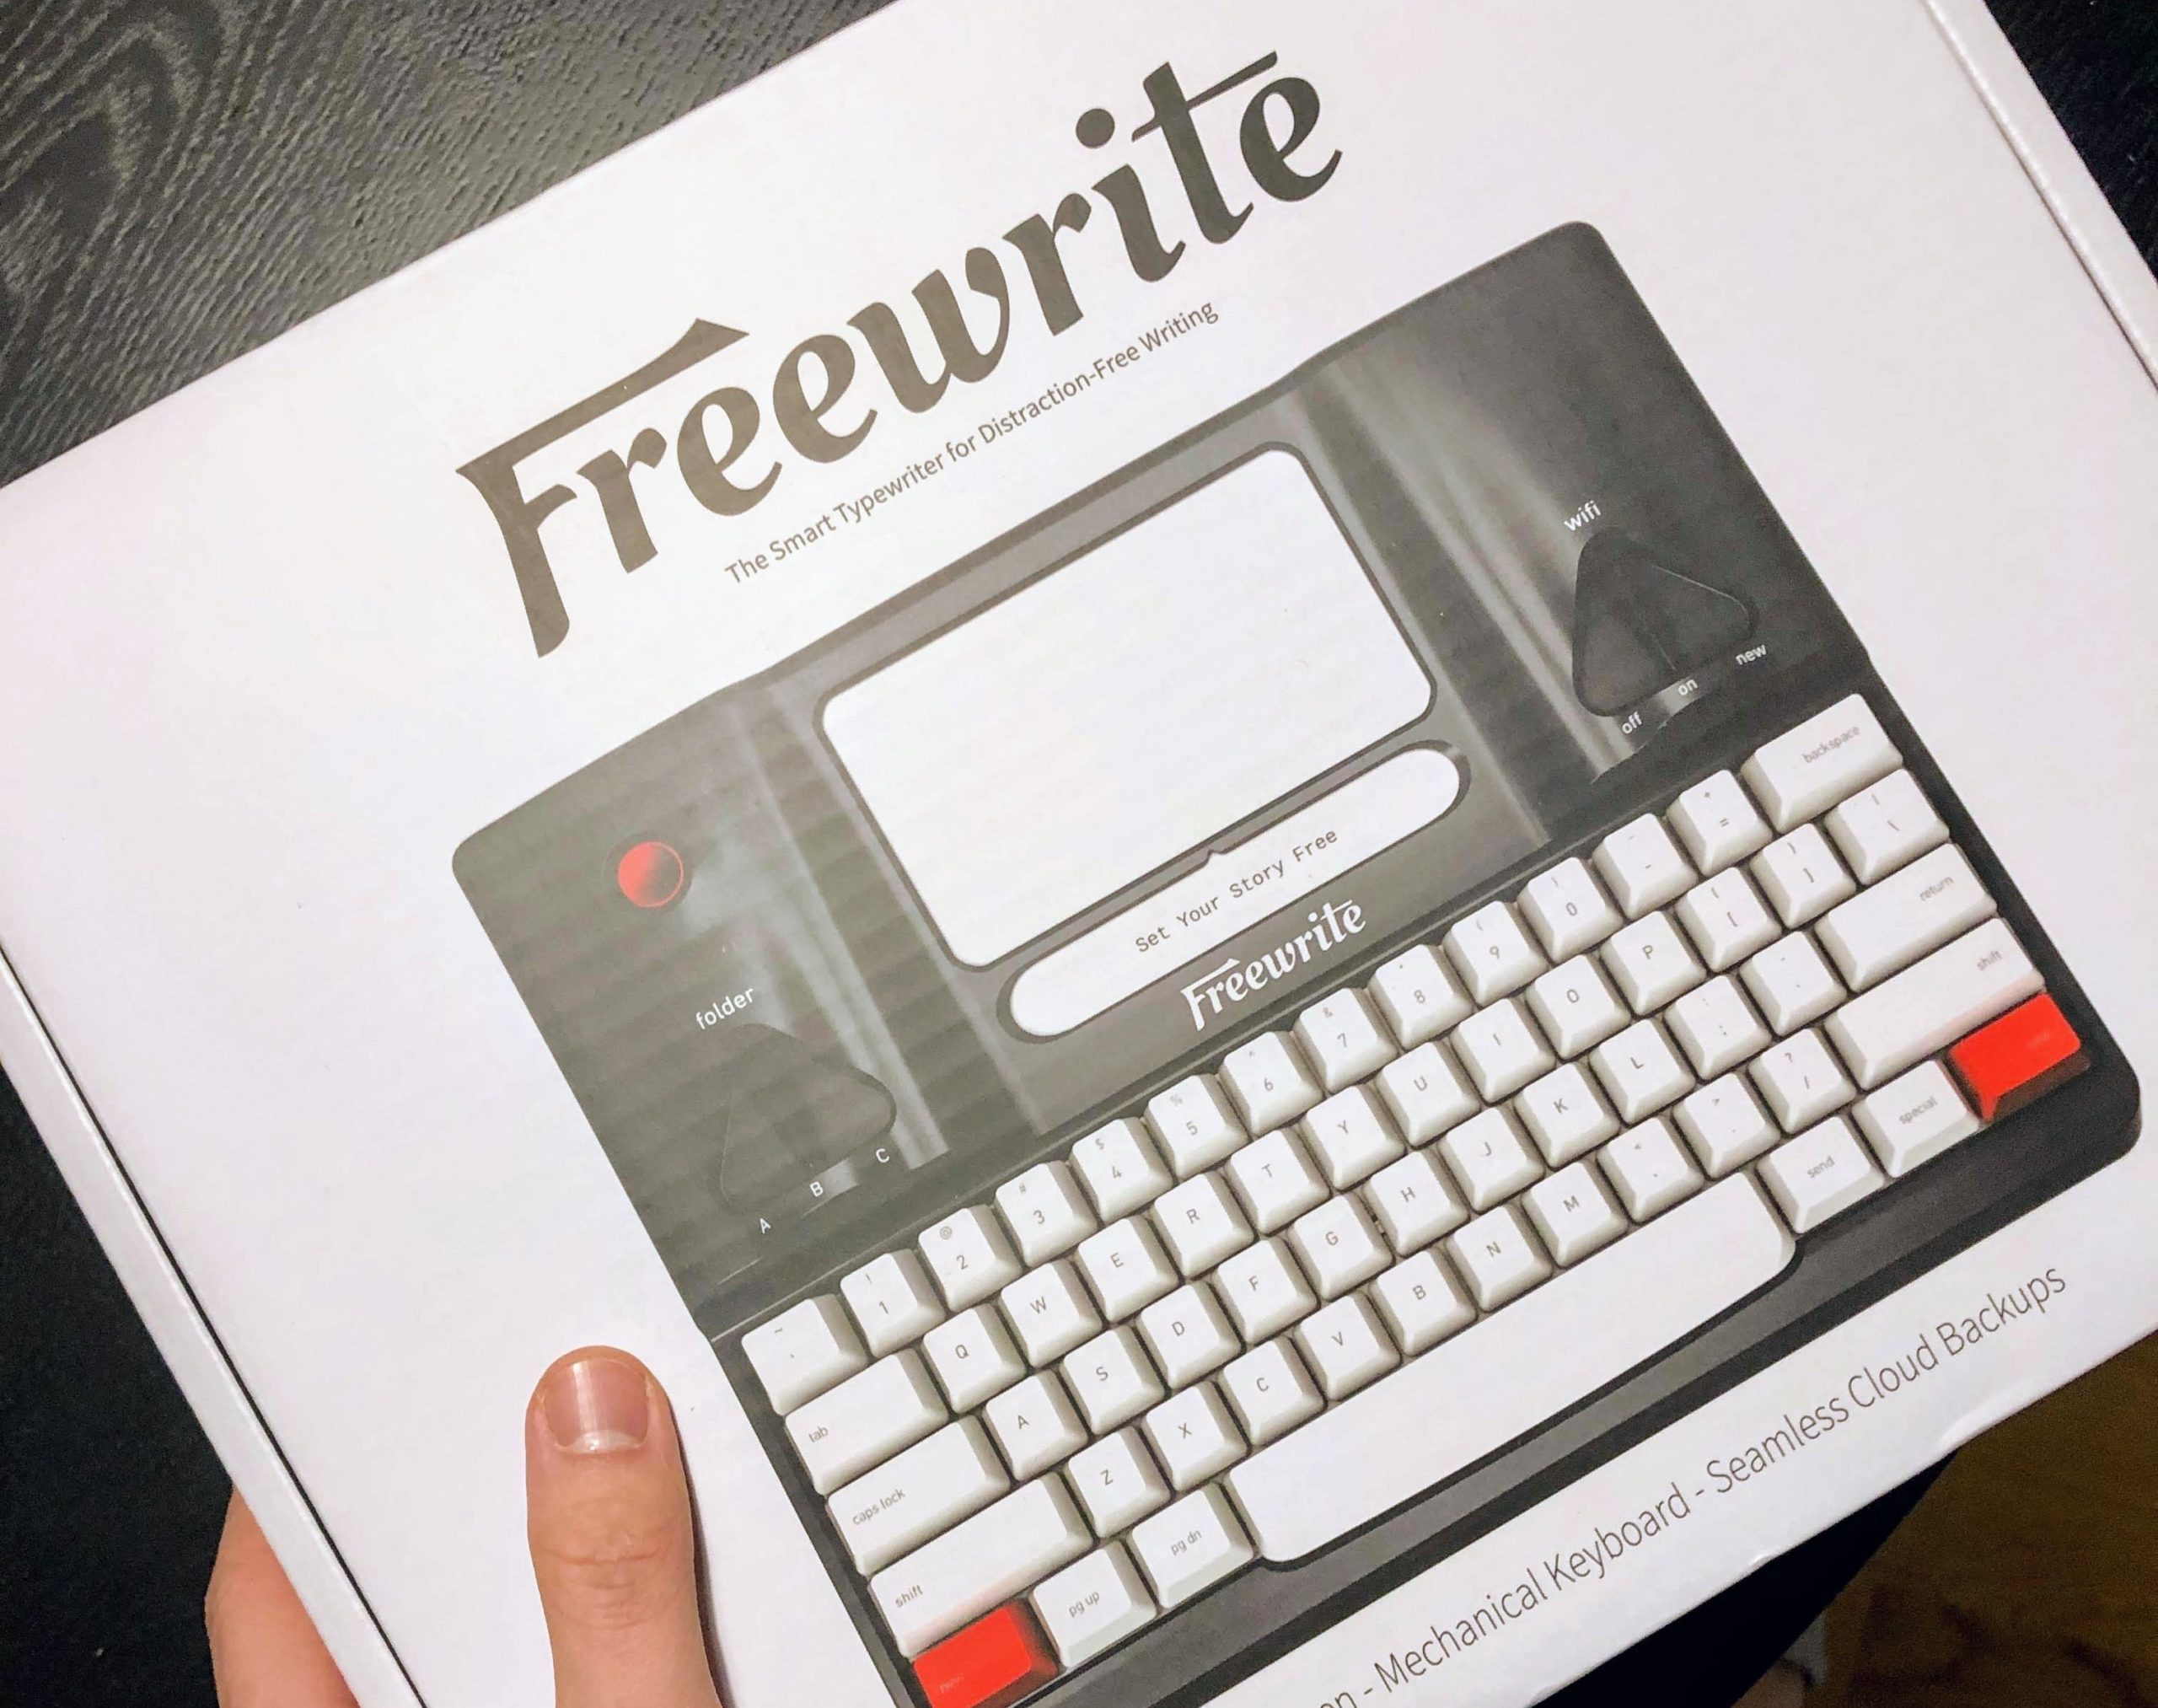 Freewrite
The Smart Typewriter for Distraction-Free Writing
wifi
off on new
folder
A B C
Set Your Story Free
Freewrite
~ ` ! 1 @ 2 # 3 $ 4 % 5 ^ 6 & 7 * 8 ( 9 ) 0 - + = backspace
tab Q W E R T Y U I O P { [ } ] | \
caps lock A S D F G H J K L : ; return
shift Z X C V B N M < , > . ? / shift
new pg up pg dn send special
- Mechanical Keyboard - Seamless Cloud Backups